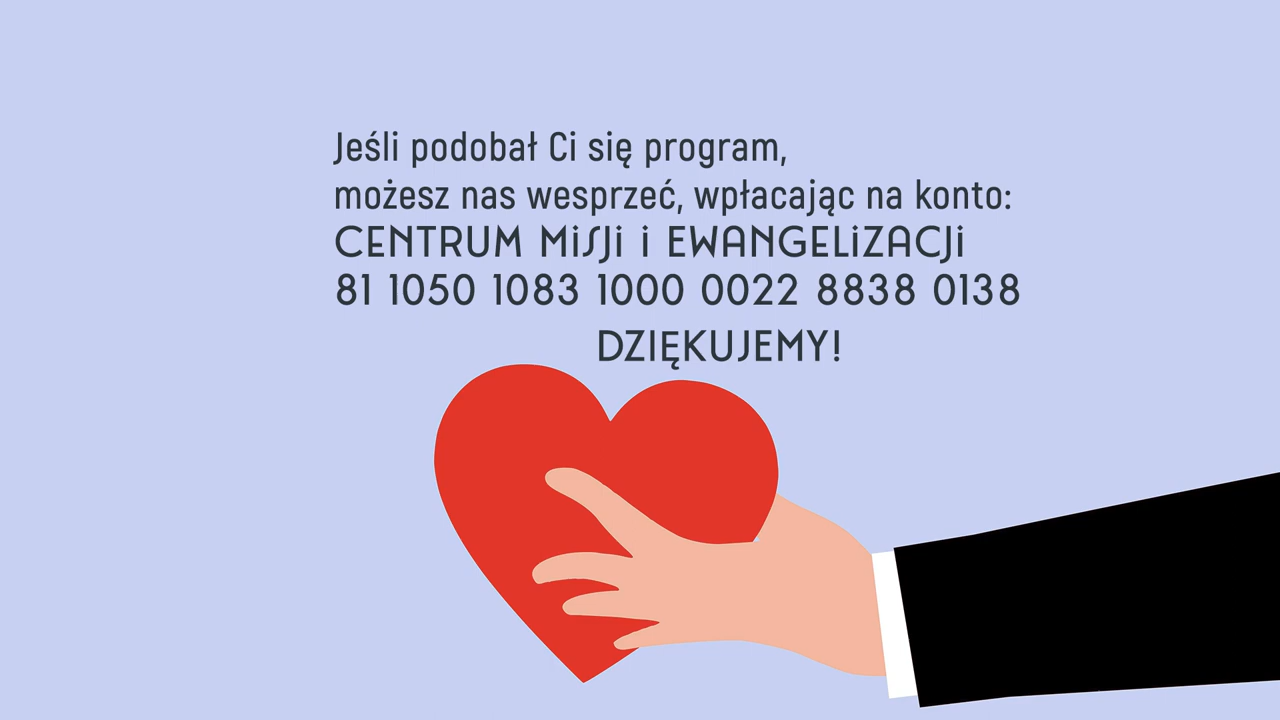 Jeśli podobał Ci się program,
możesz nas wesprzeć, wpłacając na konto:
CENTRUM MiSJi i EWANGELiZACJi
81 1050 1083 1000 0022 8838 0138
DZIĘKUJEMY!